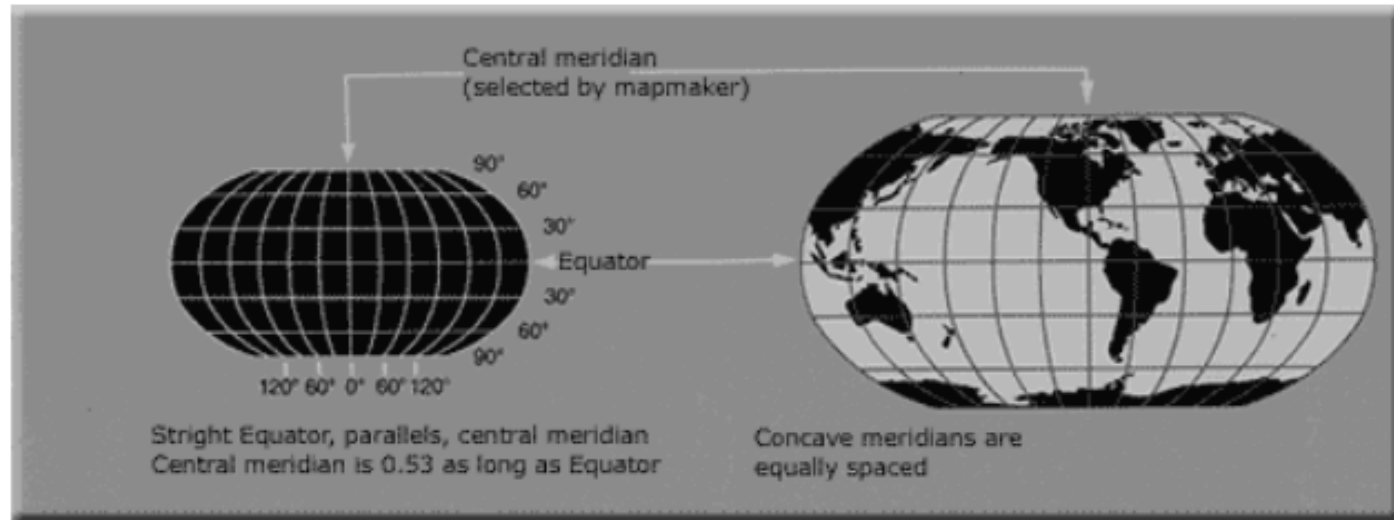 Central meridian
(selected by mapmaker)
90°
60°
30°
Equator
30°
60°
90°
120° 60° 0° 60° 120°
Stright Equator, parallels, central meridian
Central meridian is 0.53 as long as Equator
Concave meridians are
equally spaced